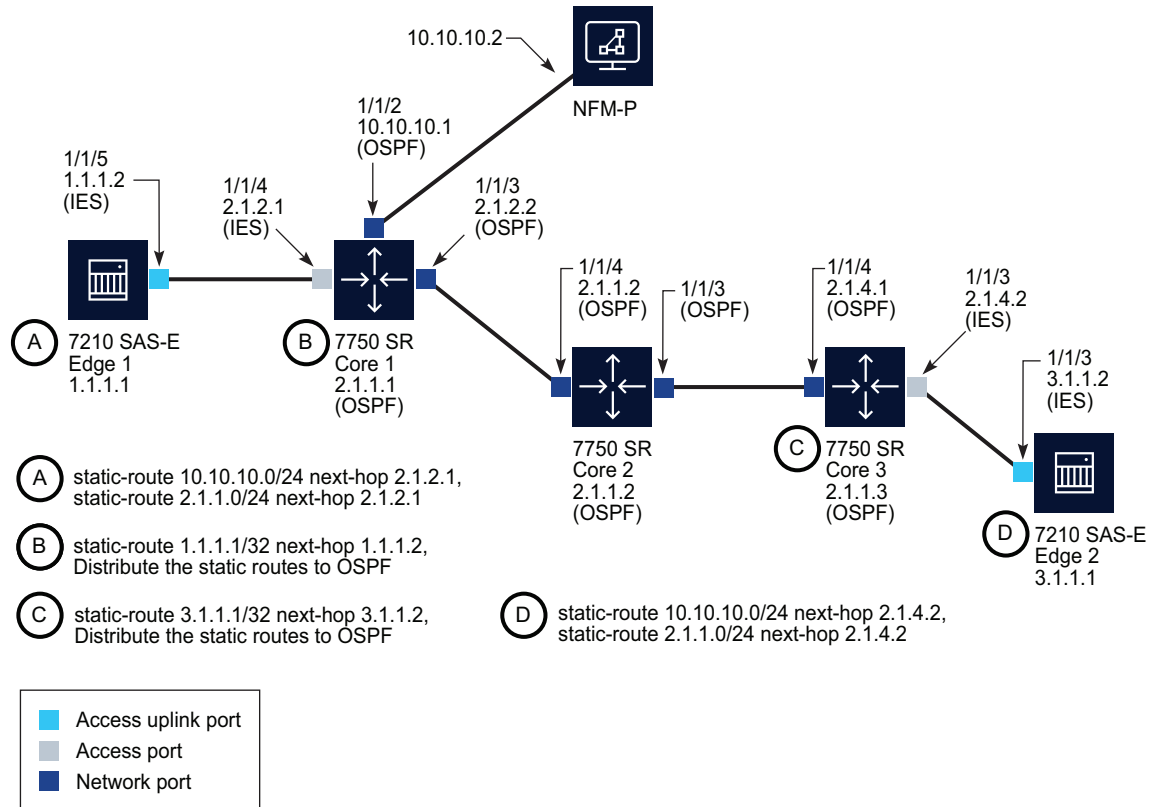 10.10.10.2
NFM-P
1/1/2
10.10.10.1
(OSPF)
1/1/5
1.1.1.2
(IES)
1/1/4
2.1.2.1
(IES)
1/1/3
2.1.2.2
(OSPF)
1/1/4
2.1.1.2
(OSPF)
1/1/3
(OSPF)
1/1/4
2.1.4.1
(OSPF)
1/1/3
2.1.4.2
(IES)
1/1/3
3.1.1.2
(IES)
A
7210 SAS-E
Edge 1
1.1.1.1
B
7750 SR
Core 1
2.1.1.1
(OSPF)
7750 SR
Core 2
2.1.1.2
(OSPF)
C
7750 SR
Core 3
2.1.1.3
(OSPF)
D
7210 SAS-E
Edge 2
3.1.1.1
A
static-route 10.10.10.0/24 next-hop 2.1.2.1,
static-route 2.1.1.0/24 next-hop 2.1.2.1
B
static-route 1.1.1.1/32 next-hop 1.1.1.2,
Distribute the static routes to OSPF
C
static-route 3.1.1.1/32 next-hop 3.1.1.2,
Distribute the static routes to OSPF
D
static-route 10.10.10.0/24 next-hop 2.1.4.2,
static-route 2.1.1.0/24 next-hop 2.1.4.2
Access uplink port
Access port
Network port